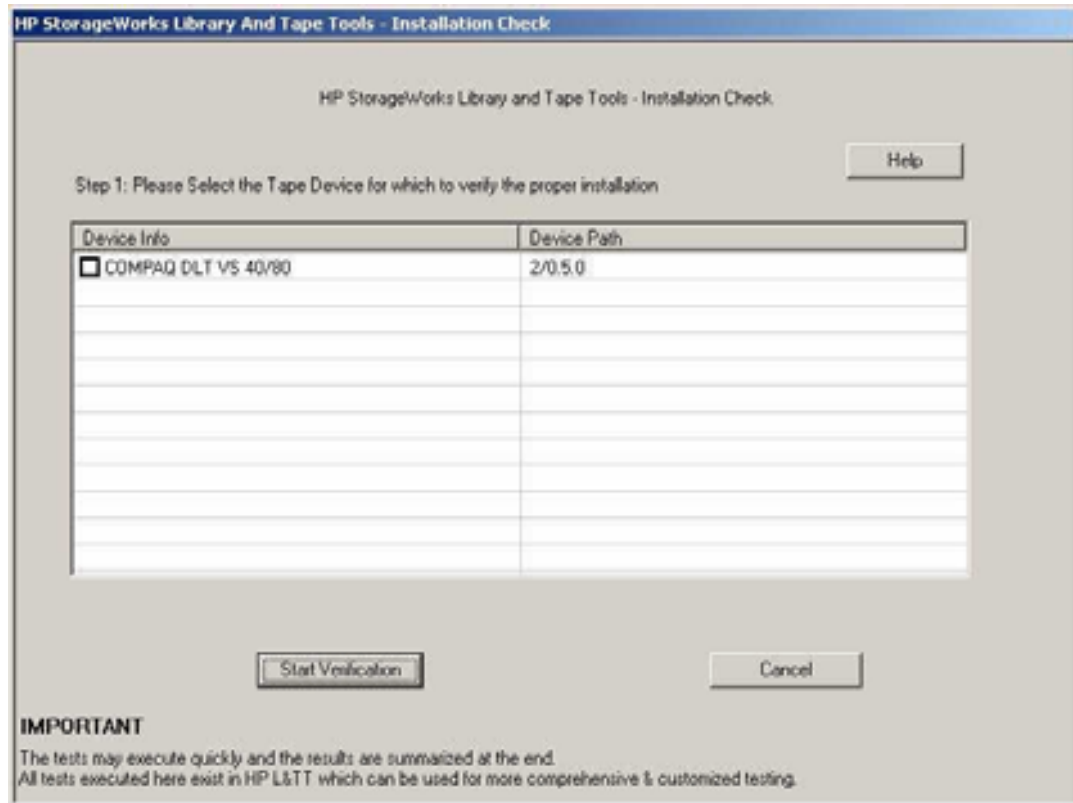 HP StorageWorks Library And Tape Tools - Installation Check
HP StorageWorks Library and Tape Tools - Installation Check
Help
Step 1: Please Select the Tape Device for which to verify the proper installation
Device Info Device Path
COMPAQ DLT VS 40/80 2/0.5.0
Start Verification Cancel
IMPORTANT
The tests may execute quickly and the results are summarized at the end.
All tests executed here exist in HP L&TT which can be used for more comprehensive & customized testing.